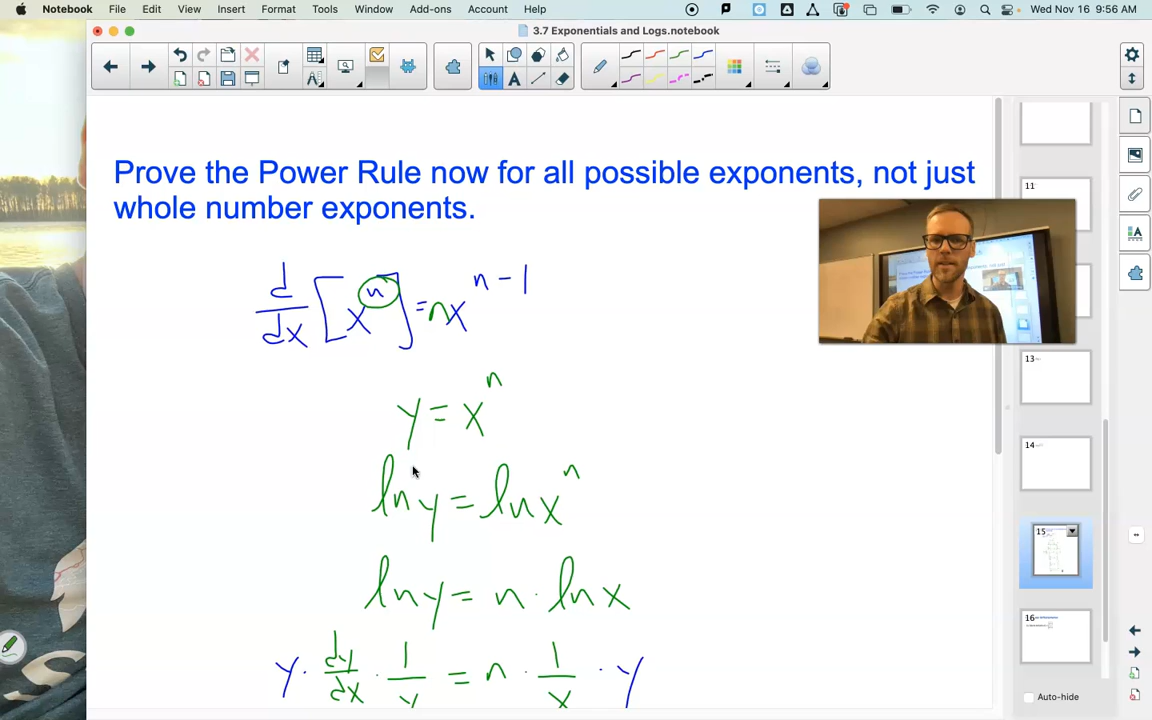 Notebook File Edit View Insert Format Tools Window Add-ons Account Help Wed Nov 16 9:56 AM
3.7 Exponentials and Logs.notebook
Prove the Power Rule now for all possible exponents, not just
whole number exponents.
d/dx [x^n] = nx^(n-1)
y = x^n
ln y = ln x^n
ln y = n · ln x
y · dy/dx · 1/y = n · 1/x · y
11
13
14
15
16
Auto-hide